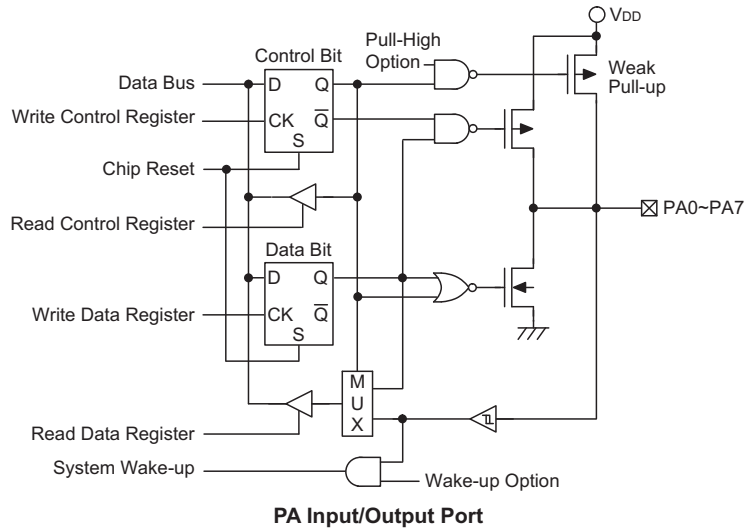 VDD
Control Bit
Pull-High
Option
Weak
Pull-up
Data Bus
D
Q
Write Control Register
CK
Q
S
Chip Reset
PA0~PA7
Read Control Register
Data Bit
D
Q
Write Data Register
CK
Q
S
M
U
X
Read Data Register
System Wake-up
Wake-up Option
PA Input/Output Port